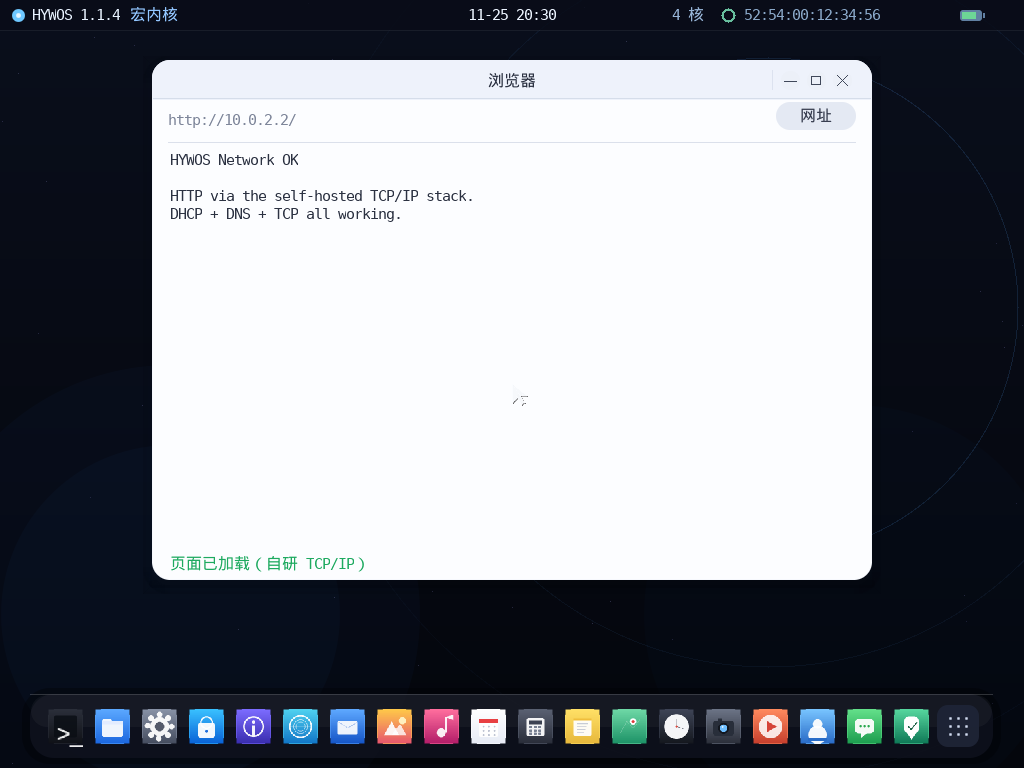 HYWOS 1.1.4 宏内核
11-25 20:30
4 核
52:54:00:12:34:56
浏览器
http://10.0.2.2/
网址
HYWOS Network OK
HTTP via the self-hosted TCP/IP stack.
DHCP + DNS + TCP all working.
页面已加载(自研 TCP/IP)
>_